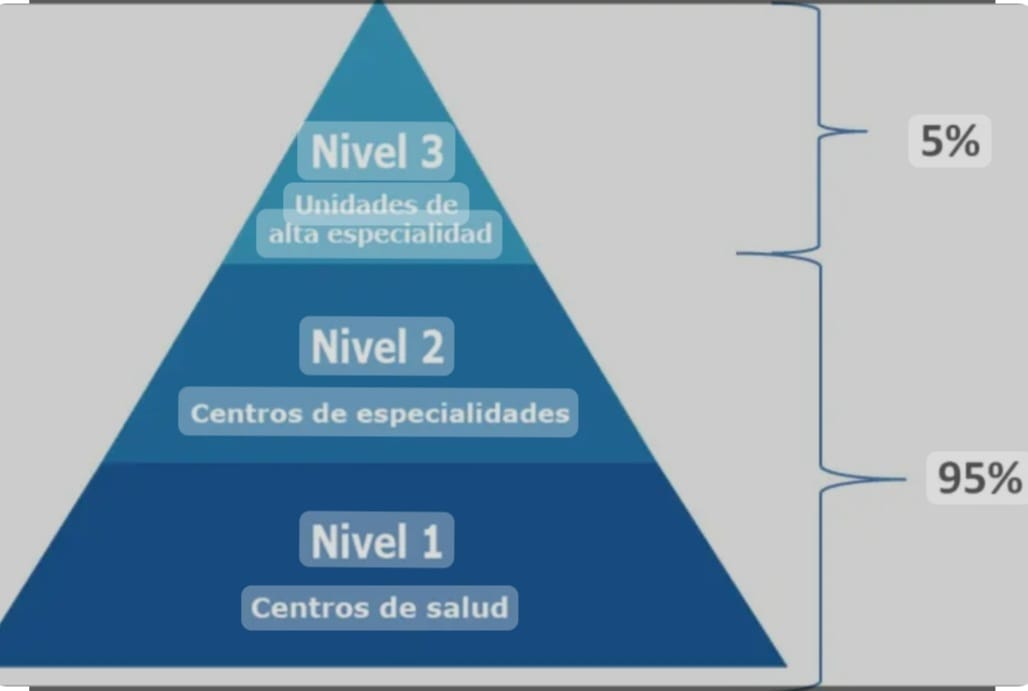 Nivel 3
Unidades de
alta especialidad
5%
Nivel 2
Centros de especialidades
95%
Nivel 1
Centros de salud